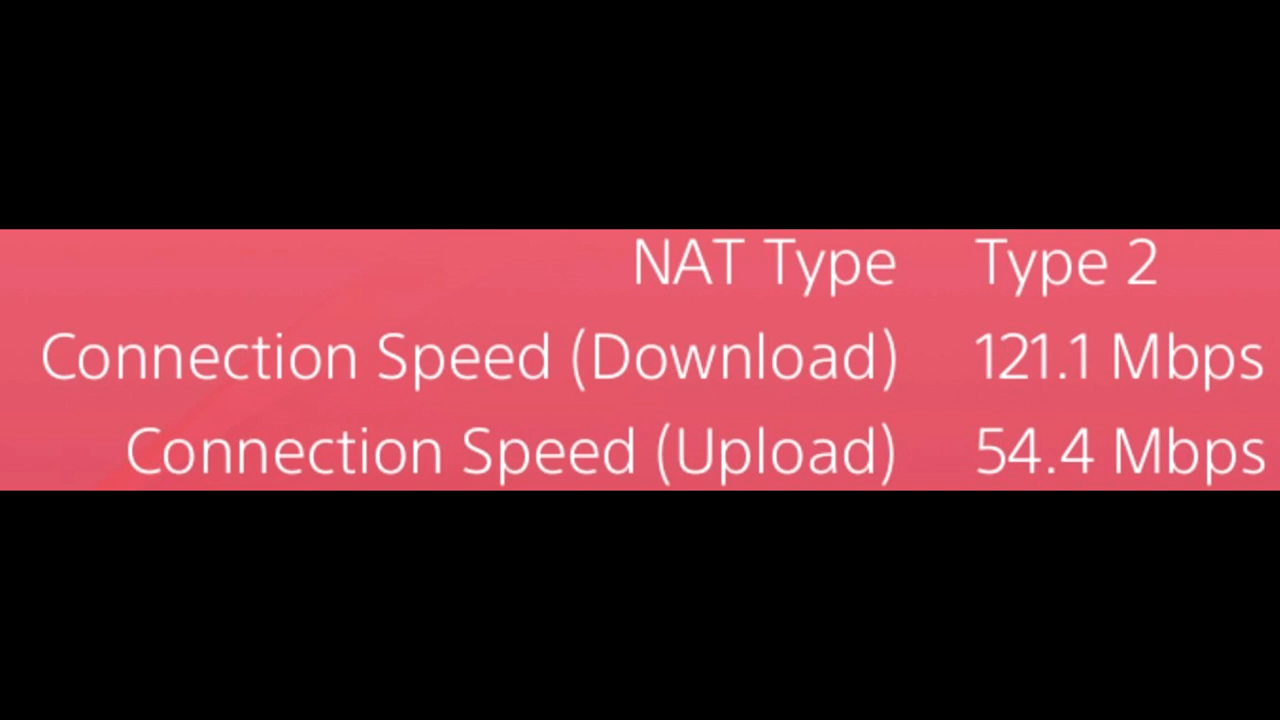 NAT Type Type 2
Connection Speed (Download) 121.1 Mbps
Connection Speed (Upload) 54.4 Mbps